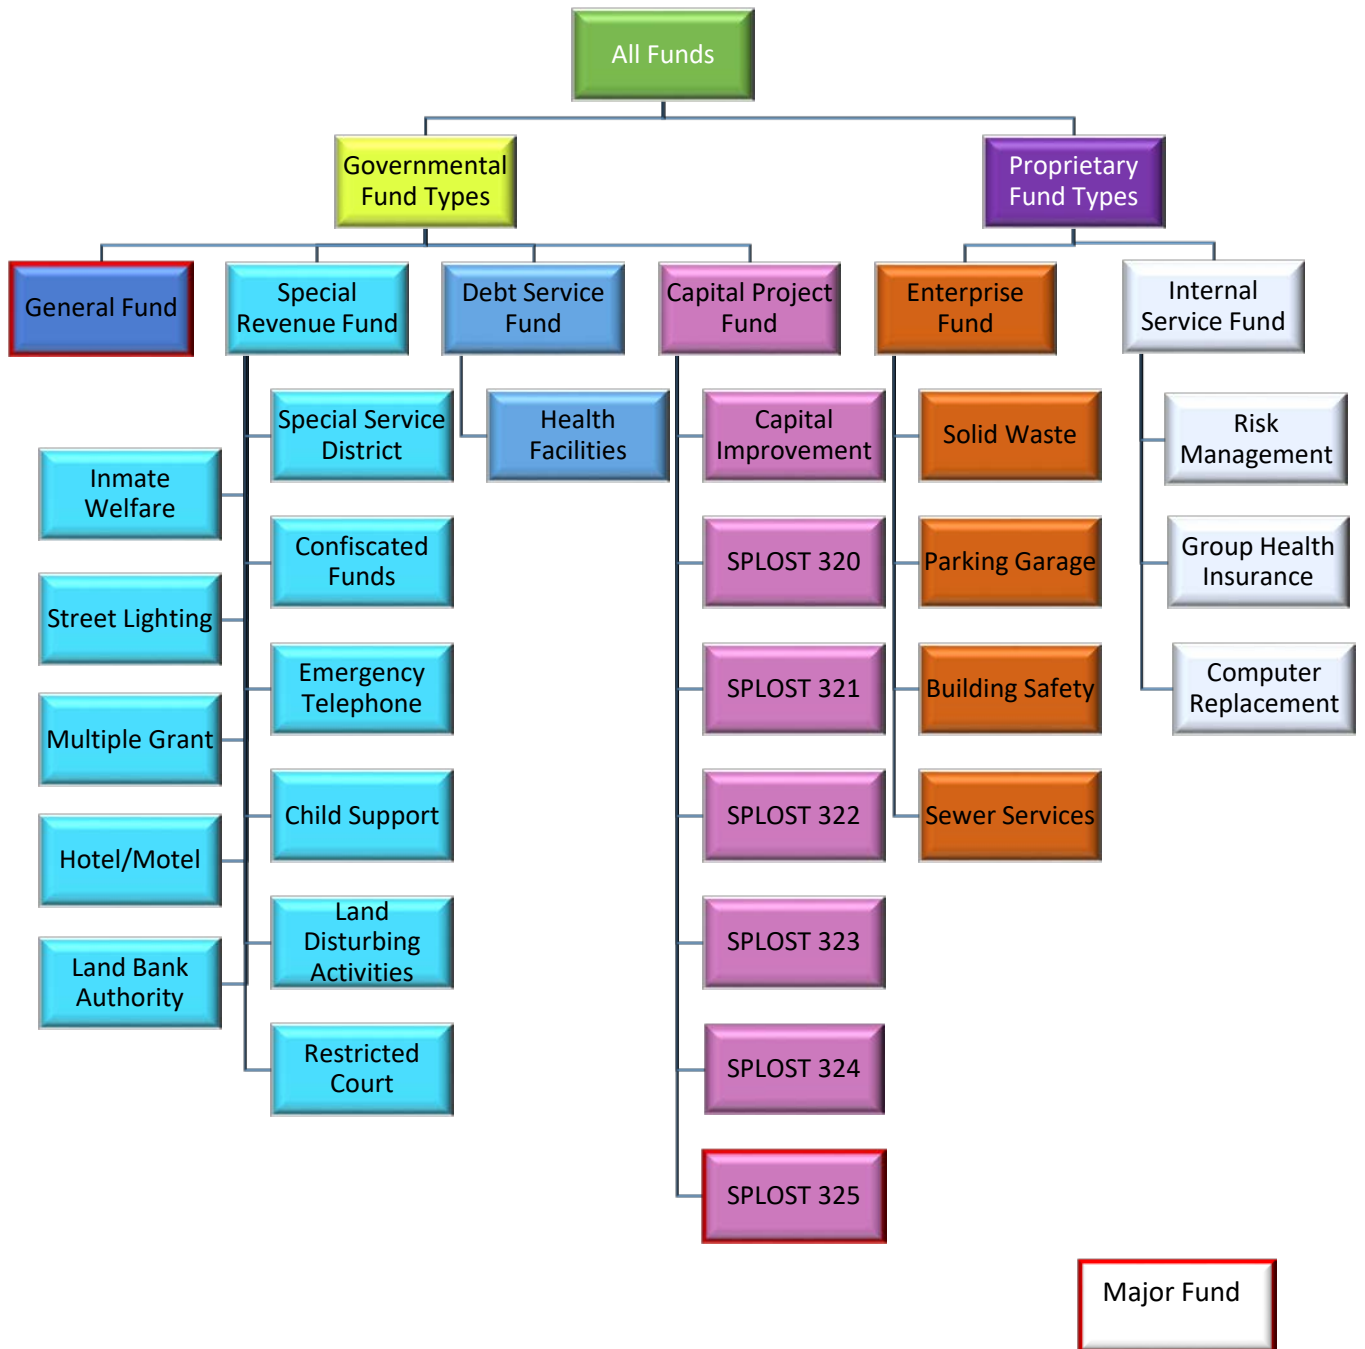 All Funds
Governmental
Fund Types
Proprietary
Fund Types
General Fund
Special
Revenue Fund
Debt Service
Fund
Capital Project
Fund
Enterprise
Fund
Internal
Service Fund
Inmate
Welfare
Street Lighting
Multiple Grant
Hotel/Motel
Land Bank
Authority
Special Service
District
Confiscated
Funds
Emergency
Telephone
Child Support
Land
Disturbing
Activities
Restricted
Court
Health
Facilities
Capital
Improvement
SPLOST 320
SPLOST 321
SPLOST 322
SPLOST 323
SPLOST 324
SPLOST 325
Solid Waste
Parking Garage
Building Safety
Sewer Services
Risk
Management
Group Health
Insurance
Computer
Replacement
Major Fund